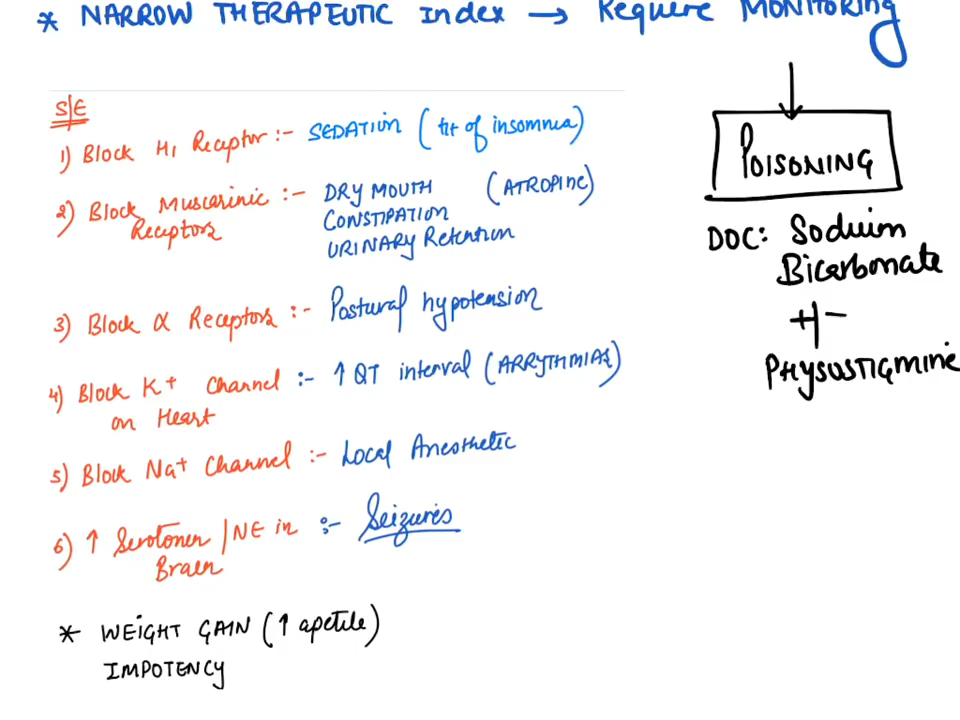 * NARROW THERAPEUTIC Index → Require MONITORING
S/E
1) Block H1 Receptor :- SEDATION (trt of insomnia)
2) Block Muscarinic Receptors :- DRY MOUTH (ATROPINE)
CONSTIPATION
URINARY Retention
3) Block α Receptors :- Postural hypotension
4) Block K+ Channel :- ↑ QT interval (ARRYTHMIAS)
on Heart
5) Block Na+ Channel :- Local Anesthetic
6) ↑ Serotonen / NE in :- Seizures
Brain
* WEIGHT GAIN (↑ apetite)
IMPOTENCY
POISONING
DOC: Sodium
Bicarbonate
+/-
PHYSOSTIGMINE